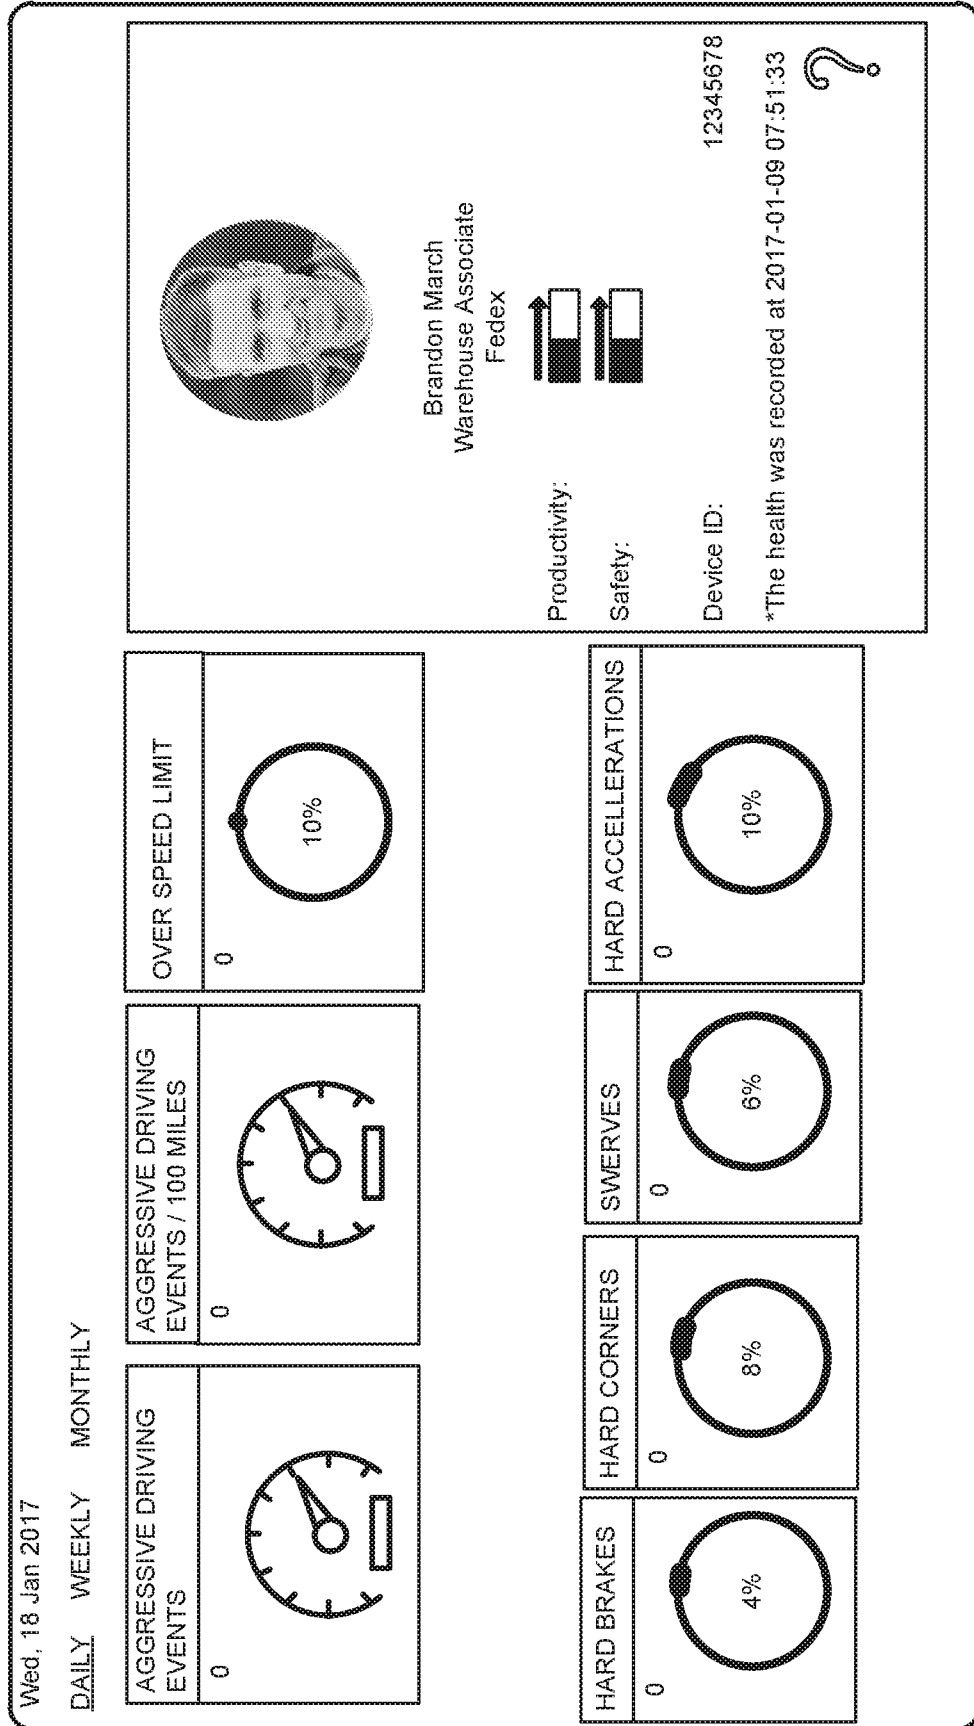 Wed, 18 Jan 2017
DAILY WEEKLY MONTHLY
AGGRESSIVE DRIVING
EVENTS
0
AGGRESSIVE DRIVING
EVENTS / 100 MILES
0
OVER SPEED LIMIT
0
10%
HARD BRAKES
0
4%
HARD CORNERS
0
8%
SWERVES
0
6%
HARD ACCELLERATIONS
0
10%
Brandon March
Warehouse Associate
Fedex
Productivity:
Safety:
Device ID: 12345678
*The health was recorded at 2017-01-09 07:51:33
?